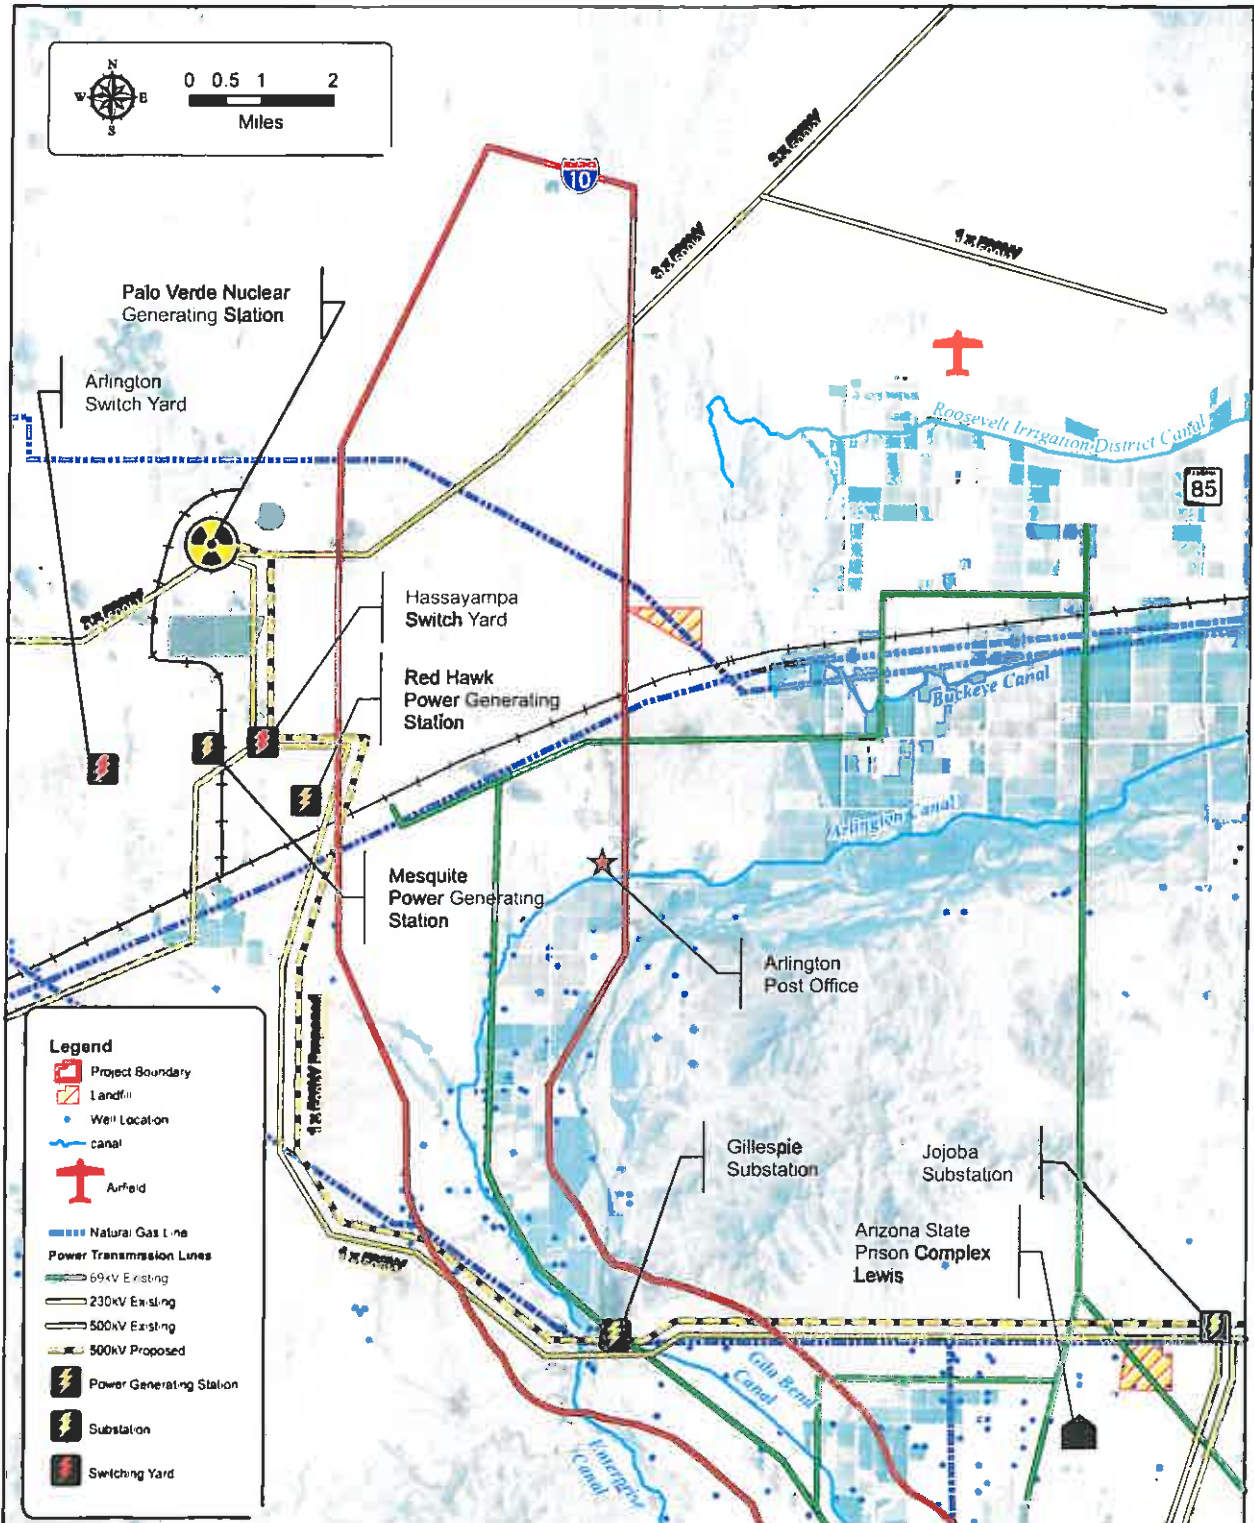 N
W E
S
0 0.5 1 2
Miles
10
Palo Verde Nuclear
Generating Station
Arlington
Switch Yard
Roosevelt Irrigation District Canal
85
Hassayampa
Switch Yard
Red Hawk
Power Generating
Station
Buckeye Canal
Arlington Canal
Mesquite
Power Generating
Station
Arlington
Post Office
Gillespie
Substation
Jojoba
Substation
Arizona State
Prison Complex
Lewis
Gila Bend
Canal
Enterprise
Canal
Legend
Project Boundary
Landfill
Well Location
canal
Airfield
Natural Gas Line
Power Transmission Lines
69kV Existing
230kV Existing
500kV Existing
500kV Proposed
Power Generating Station
Substation
Switching Yard